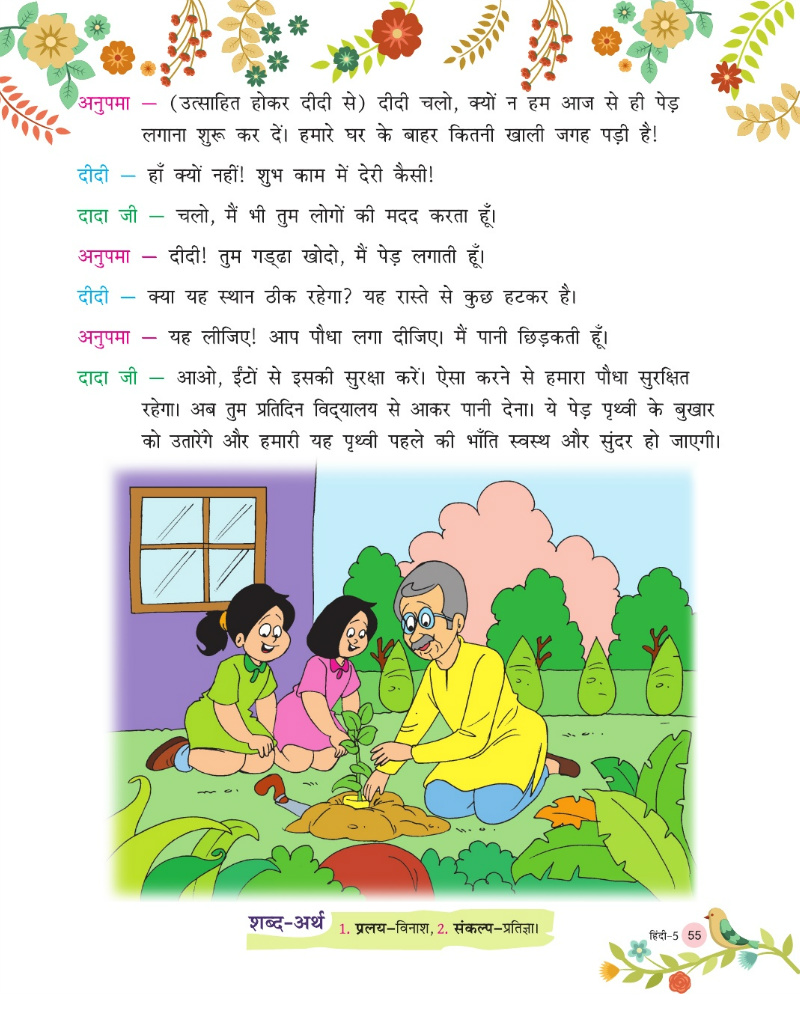 अनुपमा – (उत्साहित होकर दीदी से) दीदी चलो, क्यों न हम आज से ही पेड़
लगाना शुरू कर दें। हमारे घर के बाहर कितनी खाली जगह पड़ी है!
दीदी – हाँ क्यों नहीं! शुभ काम में देरी कैसी!
दादा जी – चलो, मैं भी तुम लोगों की मदद करता हूँ।
अनुपमा – दीदी! तुम गड्ढा खोदो, मैं पेड़ लगाती हूँ।
दीदी – क्या यह स्थान ठीक रहेगा? यह रास्ते से कुछ हटकर है।
अनुपमा – यह लीजिए! आप पौधा लगा दीजिए। मैं पानी छिड़कती हूँ।
दादा जी – आओ, ईंटों से इसकी सुरक्षा करें। ऐसा करने से हमारा पौधा सुरक्षित
रहेगा। अब तुम प्रतिदिन विद्यालय से आकर पानी देना। ये पेड़ पृथ्वी के बुखार
को उतारेंगे और हमारी यह पृथ्वी पहले की भाँति स्वस्थ और सुंदर हो जाएगी।
शब्द-अर्थ 1. प्रलय–विनाश, 2. संकल्प–प्रतिज्ञा।
हिंदी-5 55